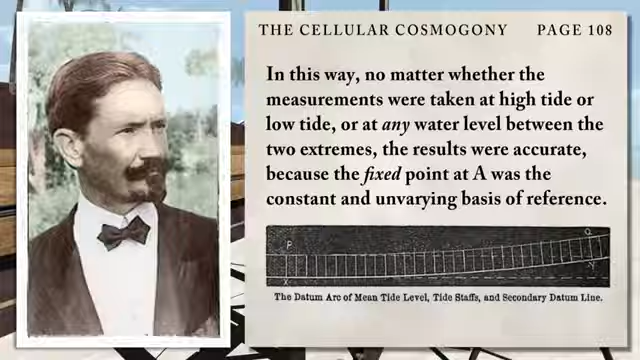 THE CELLULAR COSMOGONY PAGE 108
In this way, no matter whether the
measurements were taken at high tide or
low tide, or at any water level between the
two extremes, the results were accurate,
because the fixed point at A was the
constant and unvarying basis of reference.
P
The Datum Arc of Mean Tide Level, Tide Staffs, and Secondary Datum Line.